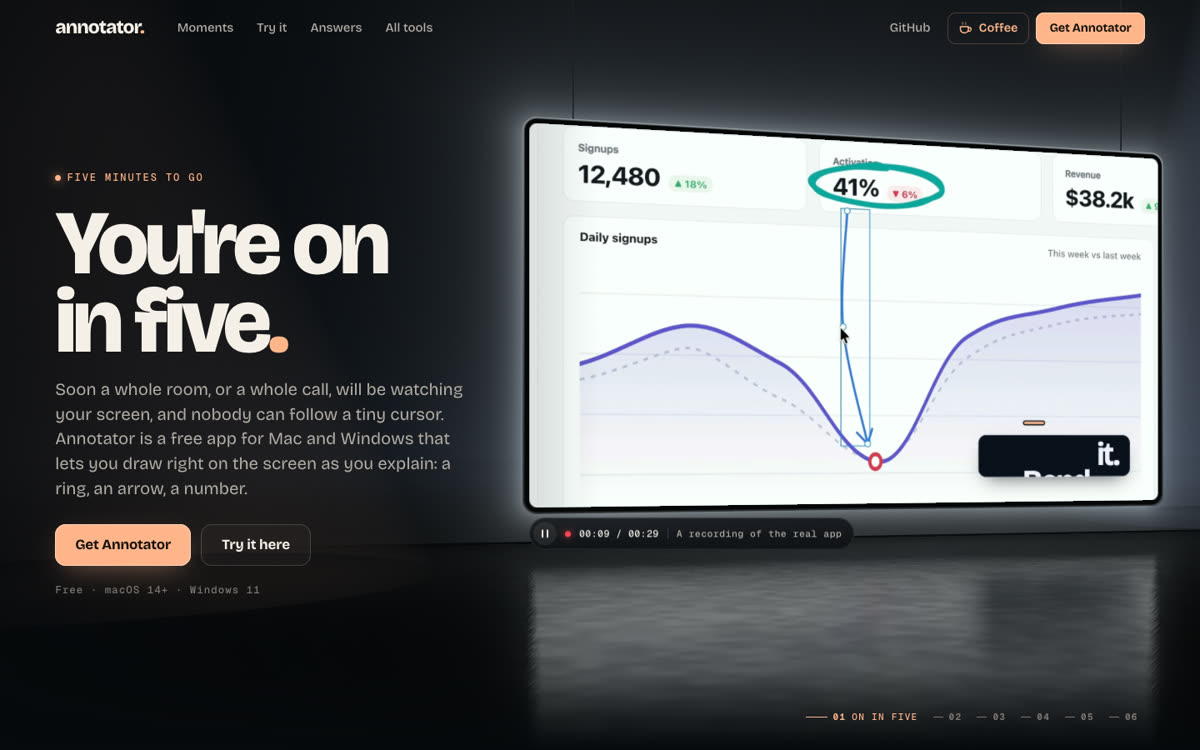 annotator.
Moments Try it Answers All tools
GitHub Coffee Get Annotator
FIVE MINUTES TO GO
You're on
in five.
Soon a whole room, or a whole call, will be watching
your screen, and nobody can follow a tiny cursor.
Annotator is a free app for Mac and Windows that
lets you draw right on the screen as you explain: a
ring, an arrow, a number.
Get Annotator Try it here
Free · macOS 14+ · Windows 11
Signups
12,480 ▲ 18%
Activation
41% ▼ 6%
Revenue
$38.2k
Daily signups
This week vs last week
it.
00:09 / 00:29 A recording of the real app
01 ON IN FIVE 02 03 04 05 06